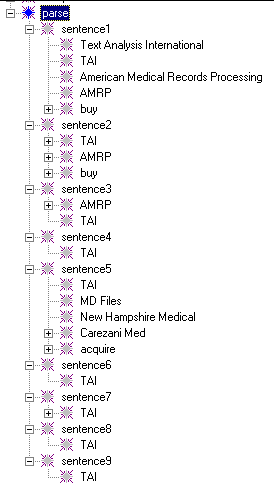 parse
sentence1
Text Analysis International
TAI
American Medical Records Processing
AMRP
buy
sentence2
TAI
AMRP
buy
sentence3
AMRP
TAI
sentence4
TAI
sentence5
TAI
MD Files
New Hampshire Medical
Carezani Med
acquire
sentence6
TAI
sentence7
TAI
sentence8
TAI
sentence9
TAI